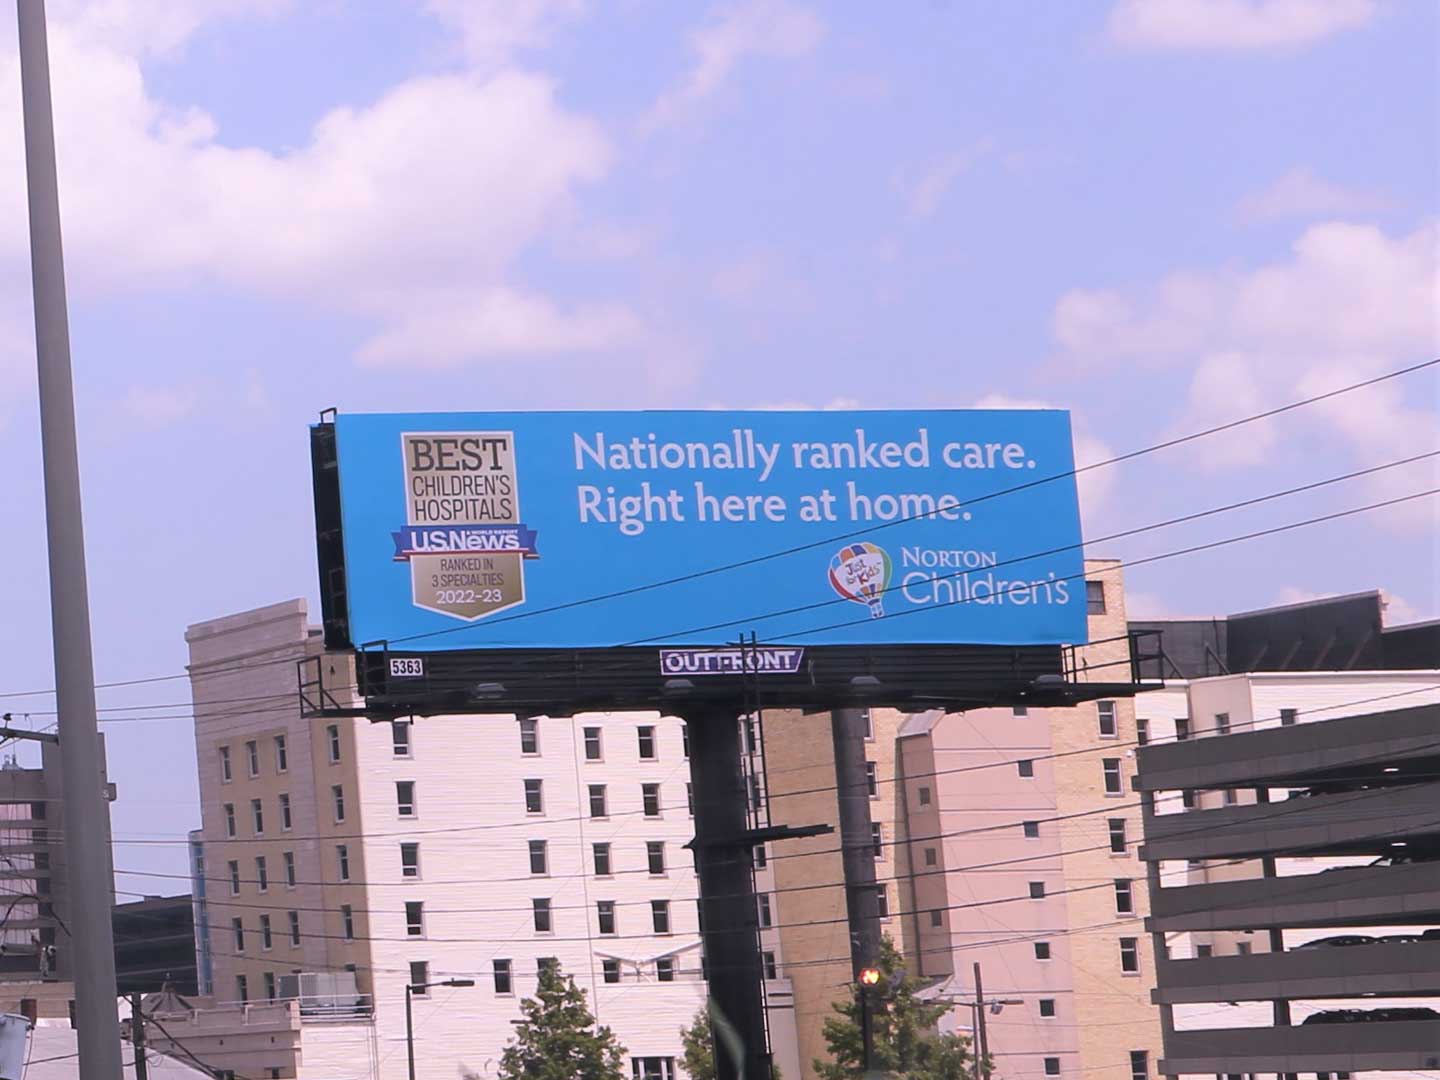 BEST
CHILDREN'S
HOSPITALS
U.S.News
& WORLD REPORT
RANKED IN
3 SPECIALTIES
2022-23
Nationally ranked care.
Right here at home.
Just
for Kids
NORTON
Children's
5363
OUTFRONT